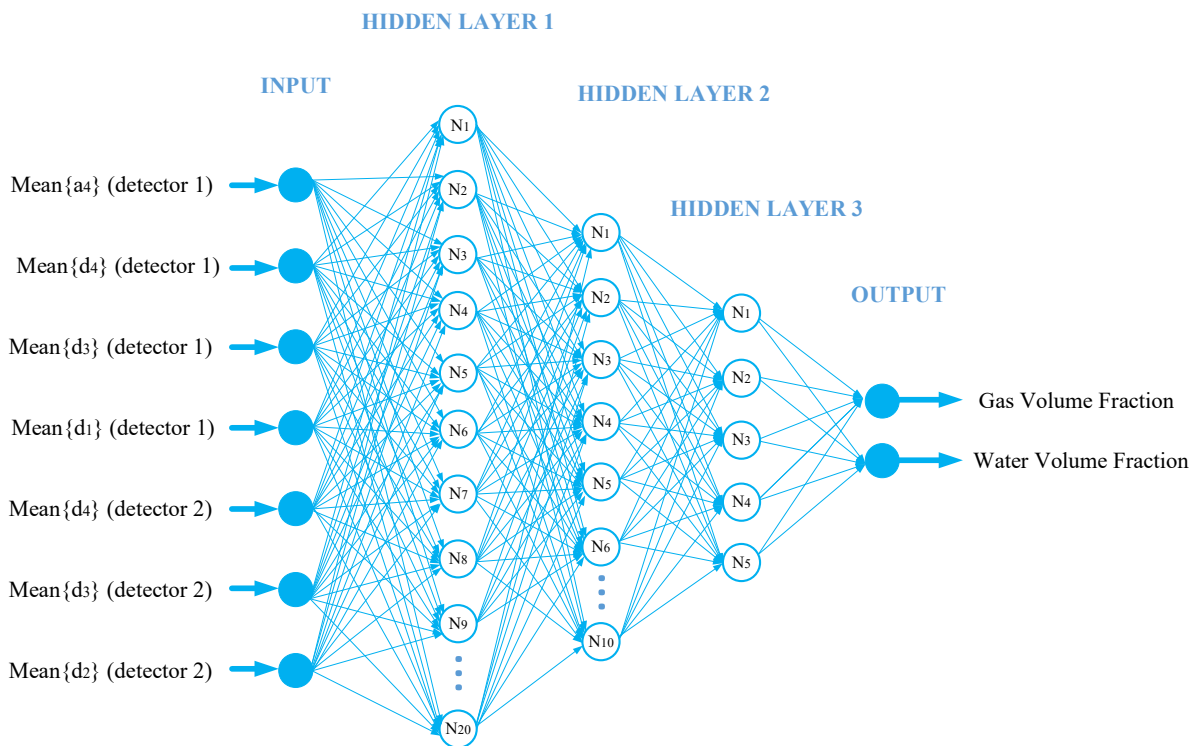 HIDDEN LAYER 1
INPUT
HIDDEN LAYER 2
HIDDEN LAYER 3
OUTPUT
Mean{a4} (detector 1)
Mean{d4} (detector 1)
Mean{d3} (detector 1)
Mean{d1} (detector 1)
Mean{d4} (detector 2)
Mean{d3} (detector 2)
Mean{d2} (detector 2)
N1
N2
N3
N4
N5
N6
N7
N8
N9
N20
N1
N2
N3
N4
N5
N6
N10
N1
N2
N3
N4
N5
Gas Volume Fraction
Water Volume Fraction